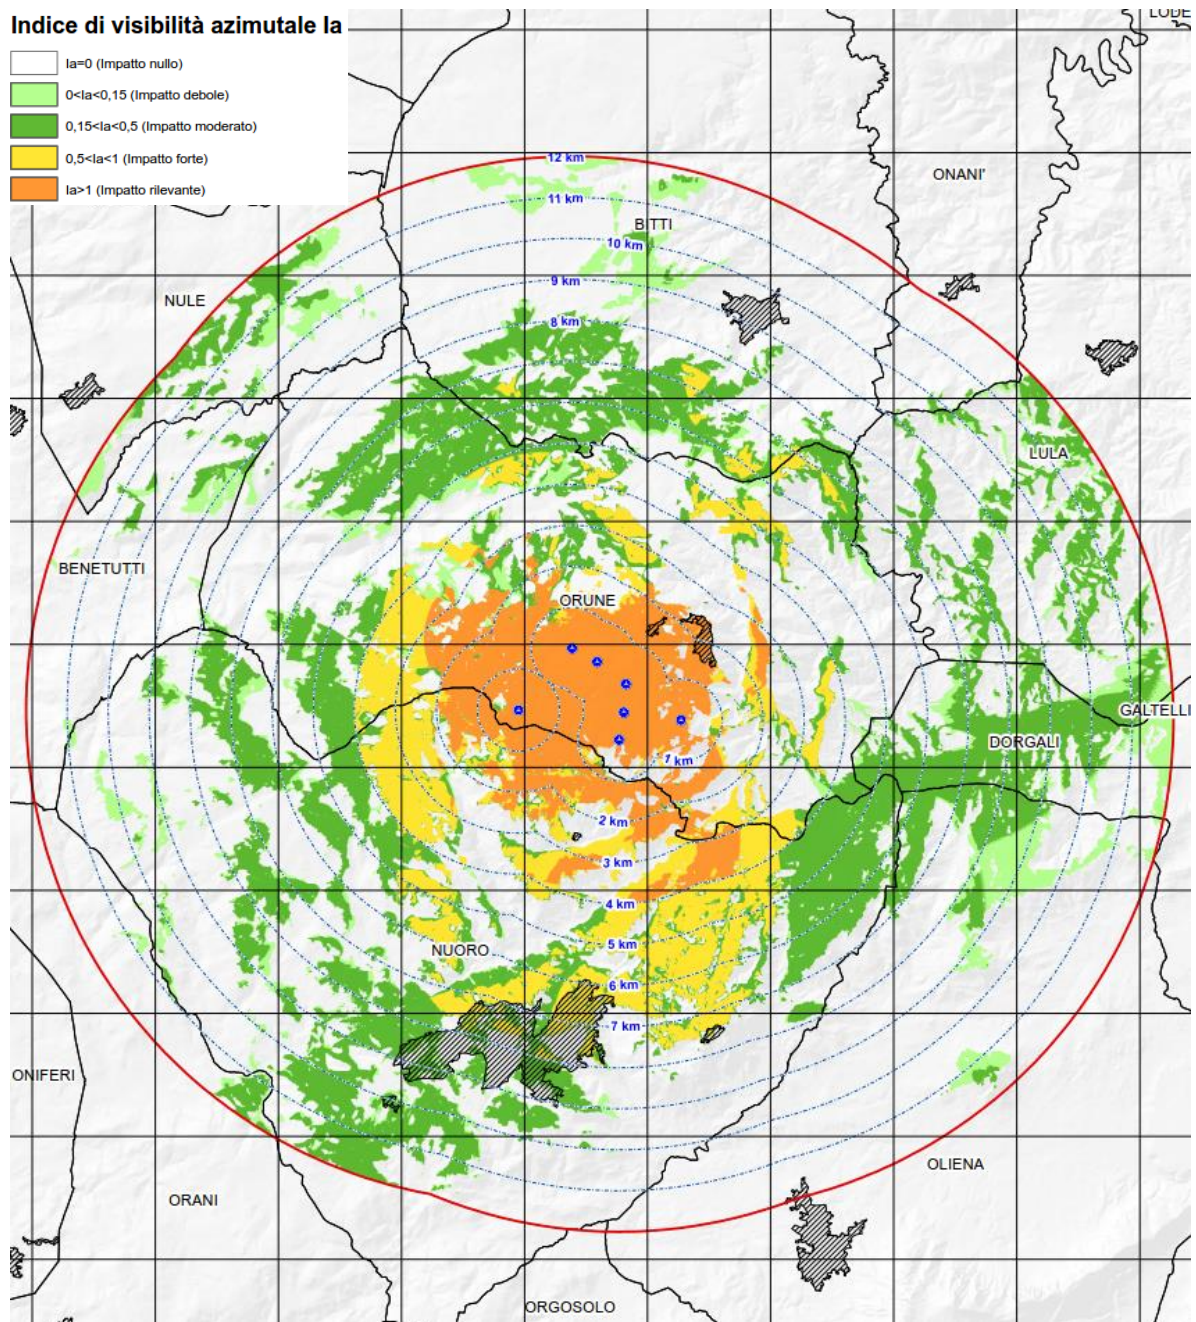 Indice di visibilità azimutale Ia
Ia=0 (Impatto nullo)
0<Ia<0,15 (Impatto debole)
0,15<Ia<0,5 (Impatto moderato)
0,5<Ia<1 (Impatto forte)
Ia>1 (Impatto rilevante)
12 km
ONANI'
11 km
BITTI
10 km
9 km
NULE
8 km
LULA
BENETUTTI
ORUNE
GALTELLI
DORGALI
1 km
2 km
3 km
4 km
5 km
NUORO
6 km
7 km
ONIFERI
OLIENA
ORANI
ORGOSOLO